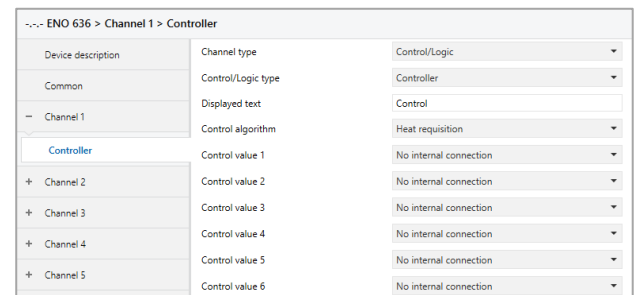 -.-.- ENO 636 > Channel 1 > Controller
Device description
Common
– Channel 1
Controller
+ Channel 2
+ Channel 3
+ Channel 4
+ Channel 5
Channel type Control/Logic
Control/Logic type Controller
Displayed text Control
Control algorithm Heat requisition
Control value 1 No internal connection
Control value 2 No internal connection
Control value 3 No internal connection
Control value 4 No internal connection
Control value 5 No internal connection
Control value 6 No internal connection